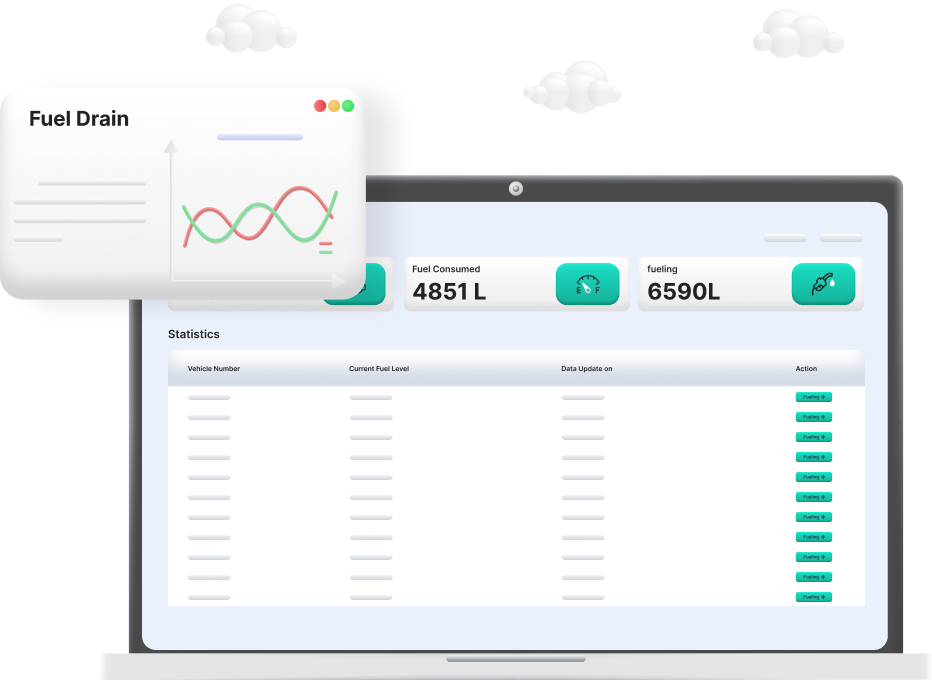 Fuel Drain
Fuel Consumed
4851 L
E F
fueling
6590L
Statistics
Vehicle Number Current Fuel Level Data Update on Action
Fueling
Fueling
Fueling
Fueling
Fueling
Fueling
Fueling
Fueling
Fueling
Fueling
Fueling